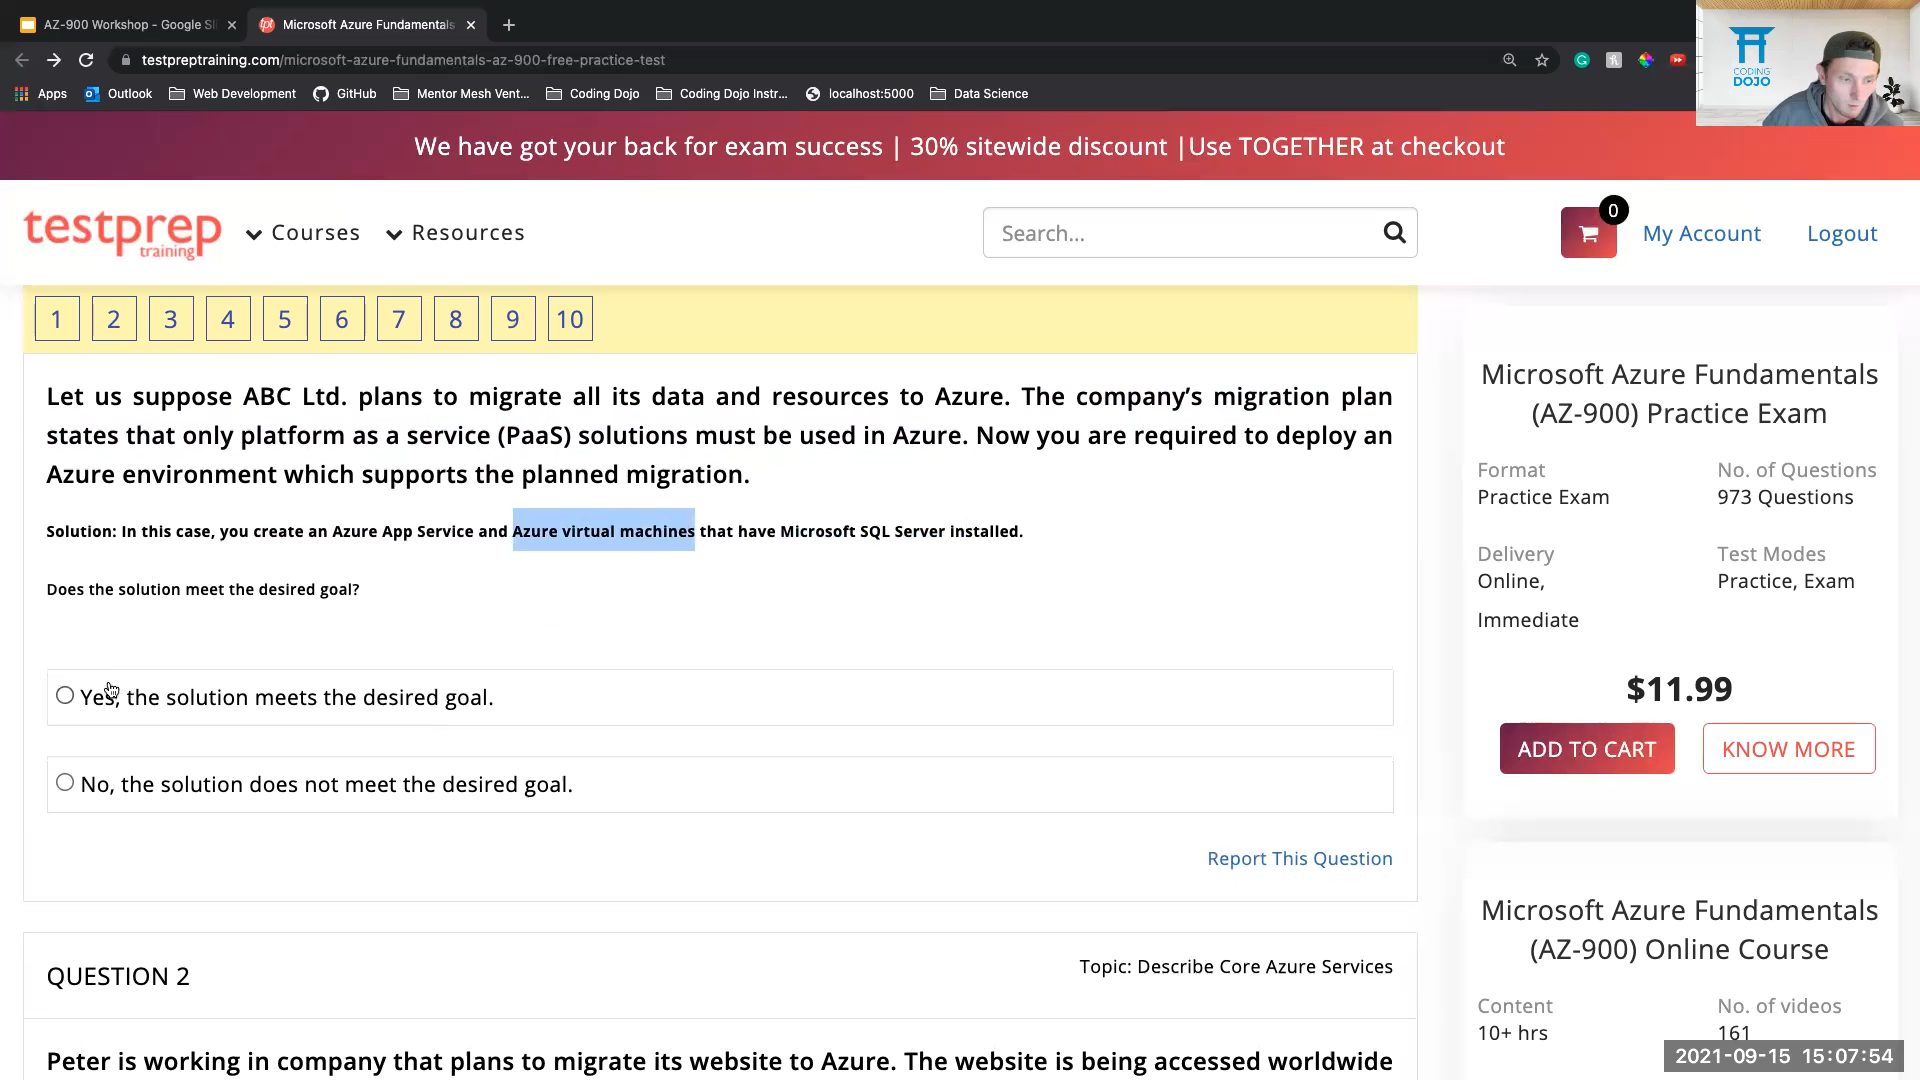 AZ-900 Workshop - Google Sl
Microsoft Azure Fundamentals
testpreptraining.com/microsoft-azure-fundamentals-az-900-free-practice-test
Apps
Outlook
Web Development
GitHub
Mentor Mesh Vent...
Coding Dojo
Coding Dojo Instr...
localhost:5000
Data Science
CODING
DOJO
We have got your back for exam success | 30% sitewide discount |Use TOGETHER at checkout
testprep
training
Courses
Resources
Search...
0
My Account
Logout
1 2 3 4 5 6 7 8 9 10
Let us suppose ABC Ltd. plans to migrate all its data and resources to Azure. The company’s migration plan
states that only platform as a service (PaaS) solutions must be used in Azure. Now you are required to deploy an
Azure environment which supports the planned migration.
Solution: In this case, you create an Azure App Service and Azure virtual machines that have Microsoft SQL Server installed.
Does the solution meet the desired goal?
Yes, the solution meets the desired goal.
No, the solution does not meet the desired goal.
Report This Question
QUESTION 2
Topic: Describe Core Azure Services
Peter is working in company that plans to migrate its website to Azure. The website is being accessed worldwide
Microsoft Azure Fundamentals
(AZ-900) Practice Exam
Format
Practice Exam
No. of Questions
973 Questions
Delivery
Online,
Immediate
Test Modes
Practice, Exam
$11.99
ADD TO CART
KNOW MORE
Microsoft Azure Fundamentals
(AZ-900) Online Course
Content
10+ hrs
No. of videos
161
2021-09-15 15:07:54